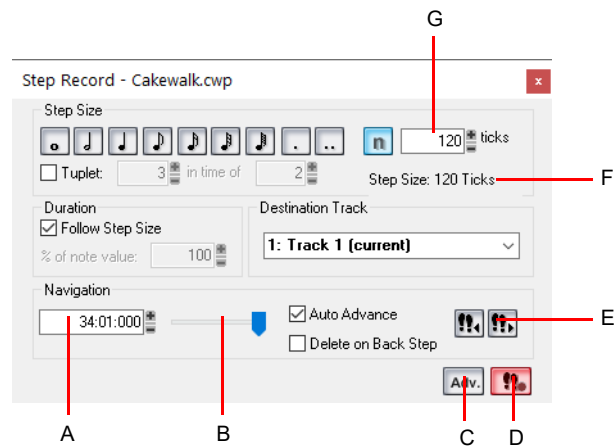 G
Step Record - Cakewalk.cwp
x
Step Size
n 120 ticks
Tuplet: 3 in time of 2
Step Size: 120 Ticks
F
Duration
Follow Step Size
% of note value: 100
Destination Track
1: Track 1 (current)
Navigation
34:01:000
Auto Advance
Delete on Back Step
E
Adv.
A
B
C
D